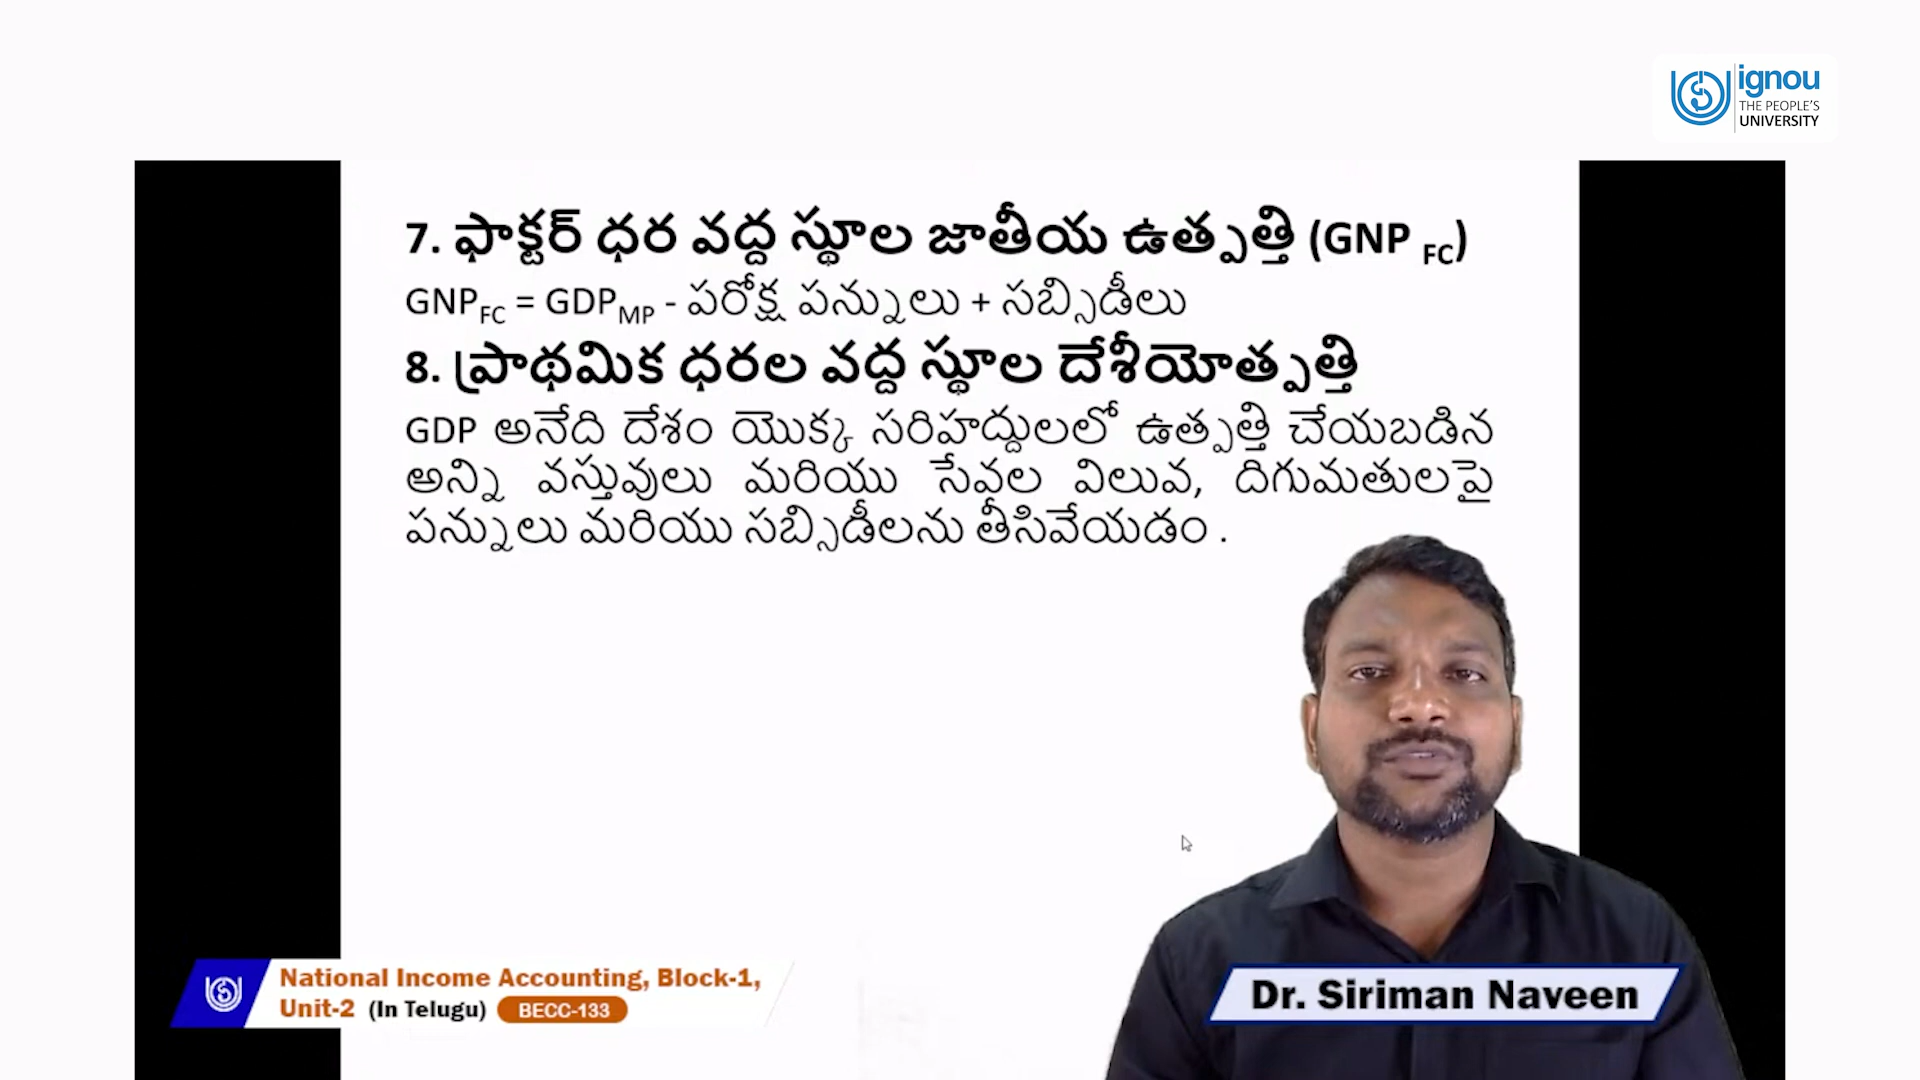 ignou
THE PEOPLE'S
UNIVERSITY
7. ఫాక్టర్ ధర వద్ద స్థూల జాతీయ ఉత్పత్తి (GNP FC)
GNPFC = GDPMP - పరోక్ష పన్నులు + సబ్సిడీలు
8. ప్రాథమిక ధరల వద్ద స్థూల దేశీయోత్పత్తి
GDP అనేది దేశం యొక్క సరిహద్దులలో ఉత్పత్తి చేయబడిన
అన్ని వస్తువులు మరియు సేవల విలువ, దిగుమతులపై
పన్నులు మరియు సబ్సిడీలను తీసివేయడం .
National Income Accounting, Block-1,
Unit-2 (In Telugu) BECC-133
Dr. Siriman Naveen